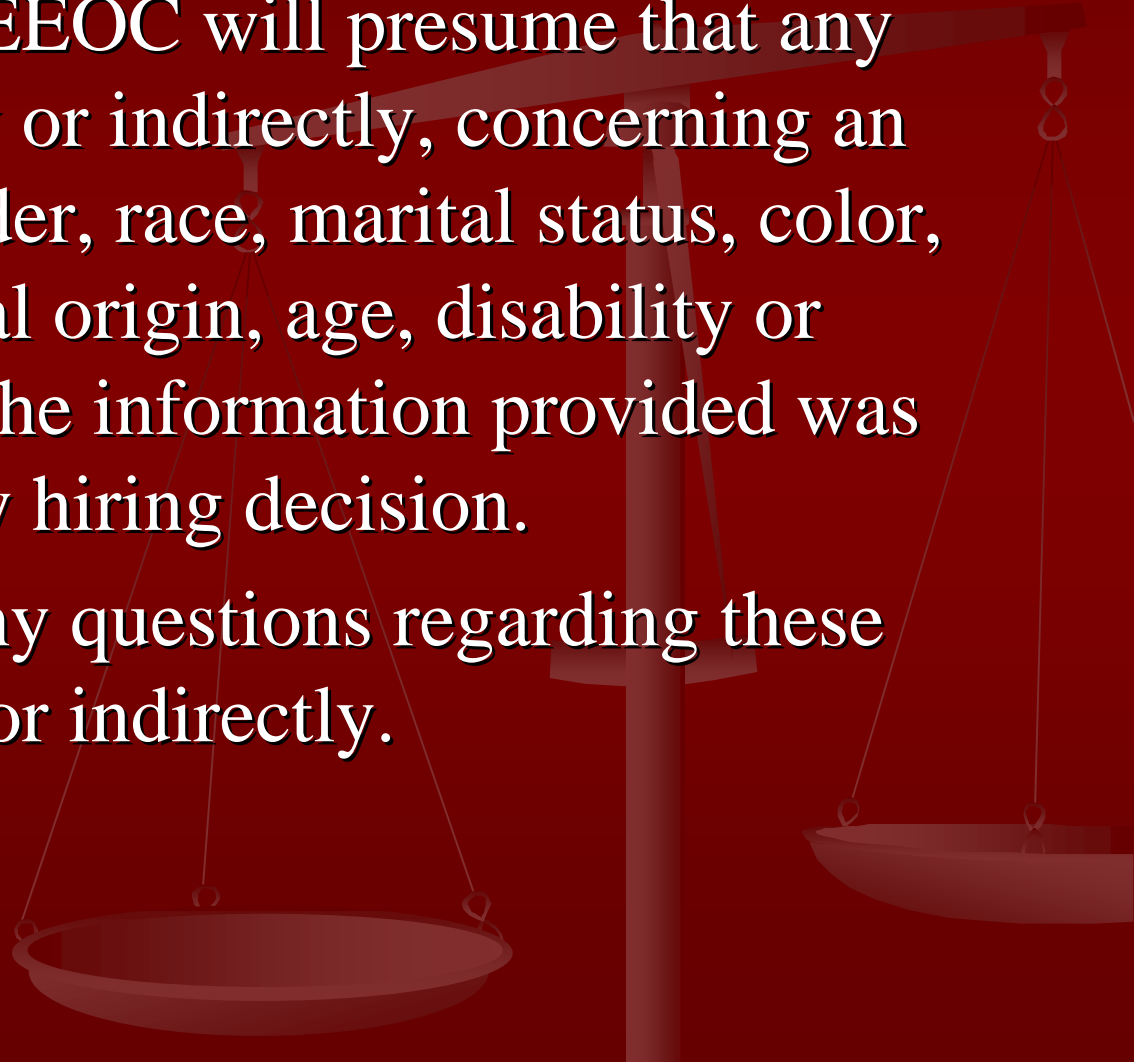 EEOC will presume that any
or indirectly, concerning an
der, race, marital status, color,
al origin, age, disability or
he information provided was
hiring decision.
ny questions regarding these
or indirectly.